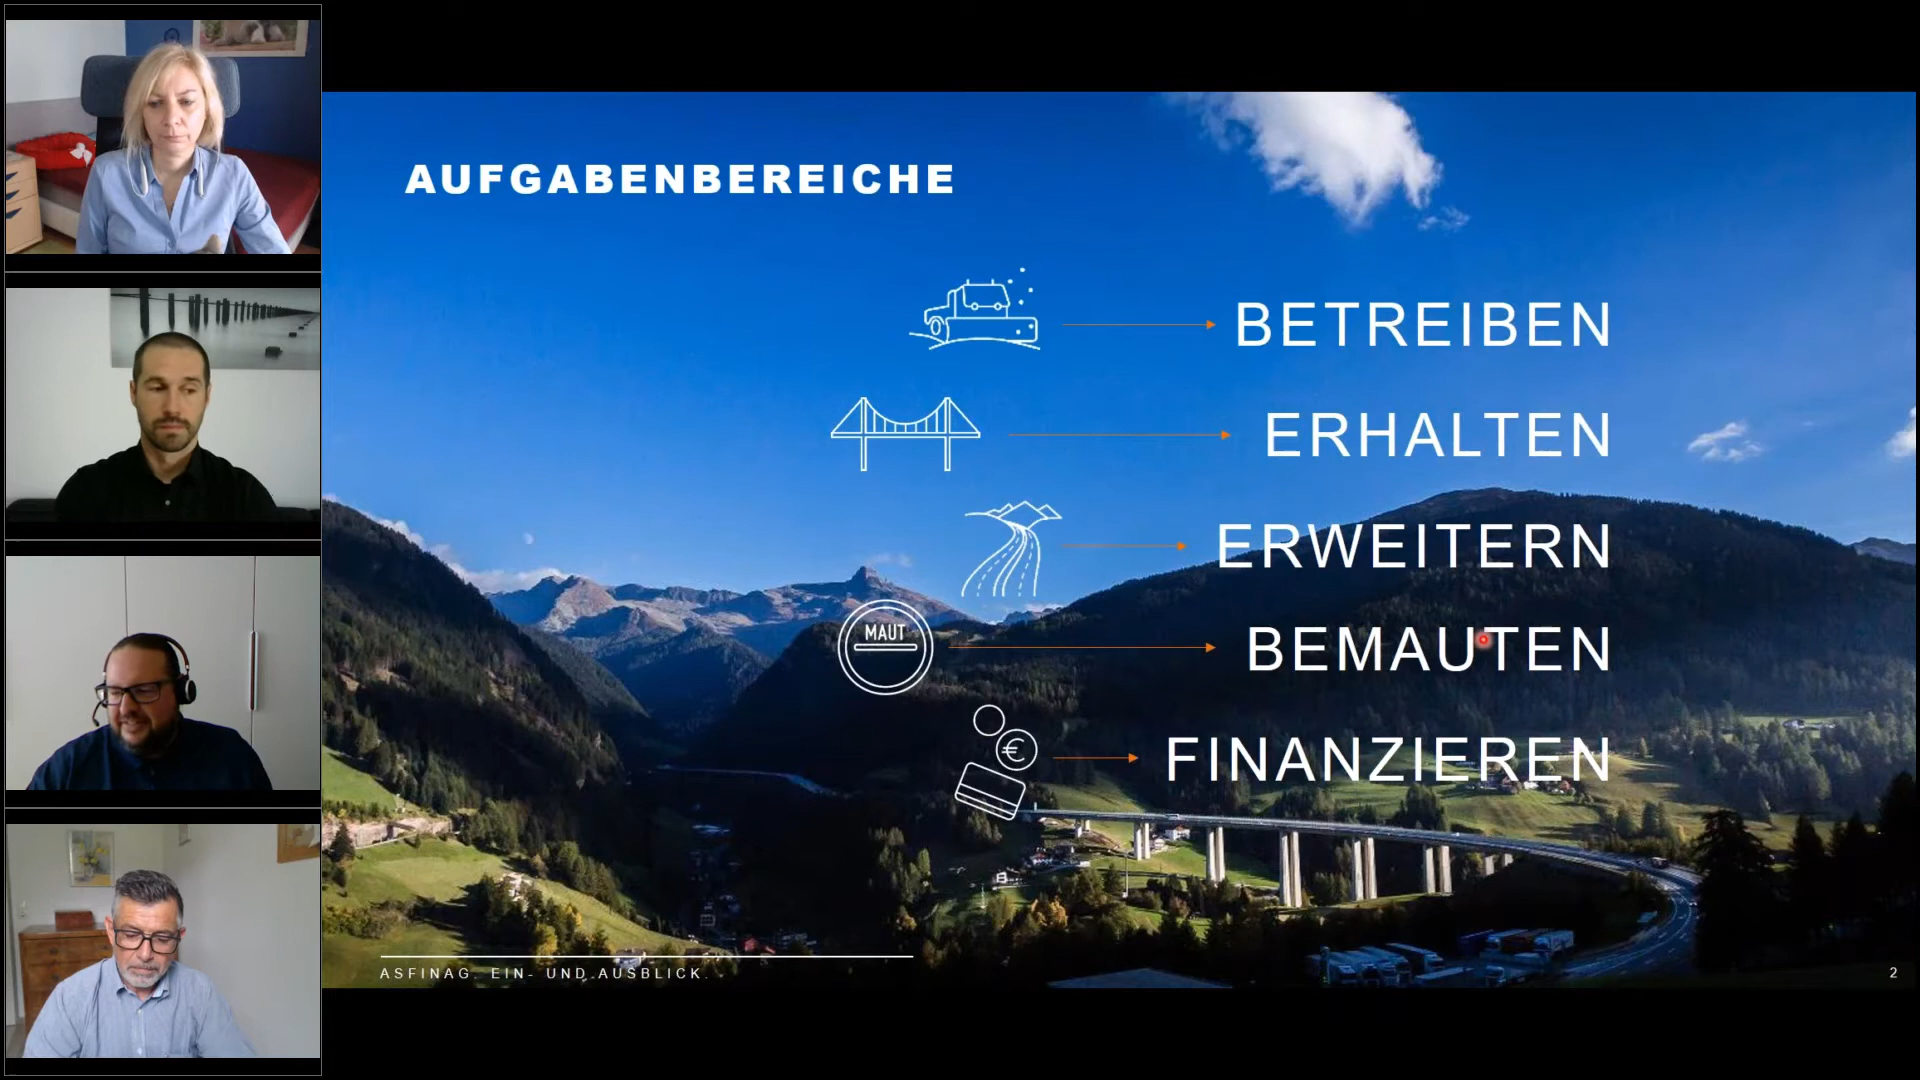 AUFGABENBEREICHE
BETREIBEN
ERHALTEN
ERWEITERN
MAUT
BEMAUTEN
€
FINANZIEREN
ASFINAG. EIN- UND AUSBLICK.
2